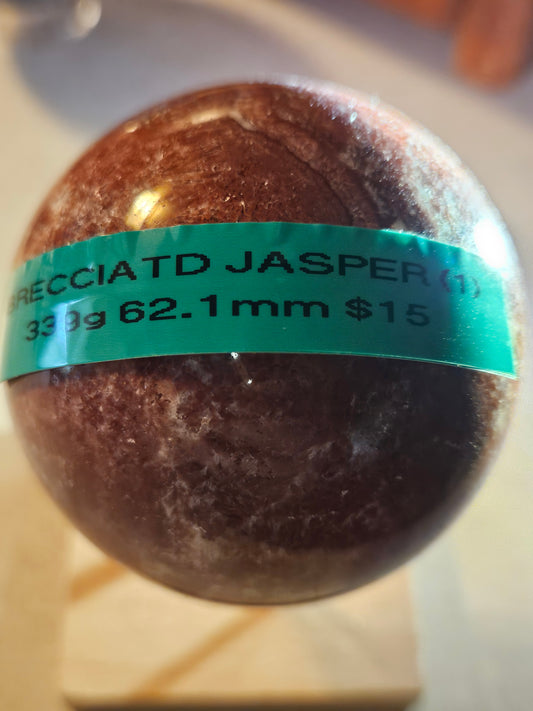 BRECCIATD JASPER (1)
339g 62.1mm $15